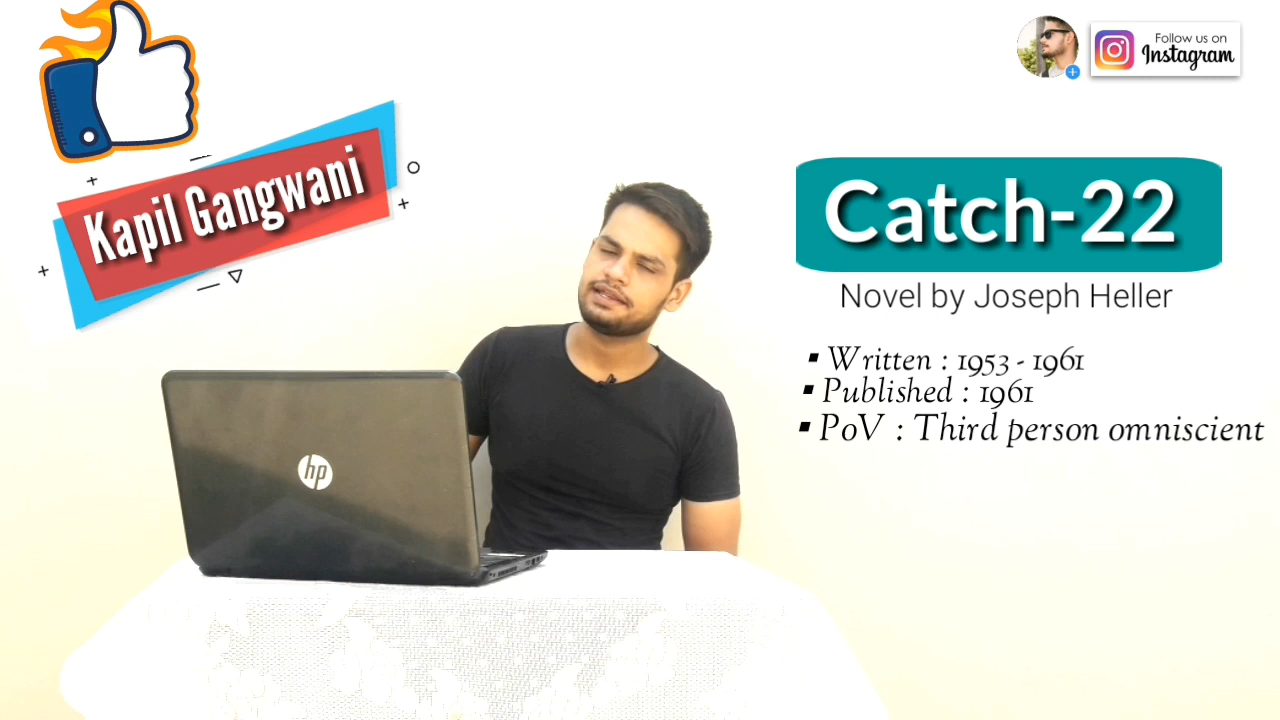 Follow us on
Instagram
Kapil Gangwani
Catch-22
Novel by Joseph Heller
▪ Written : 1953 - 1961
▪ Published : 1961
▪ PoV : Third person omniscient
hp